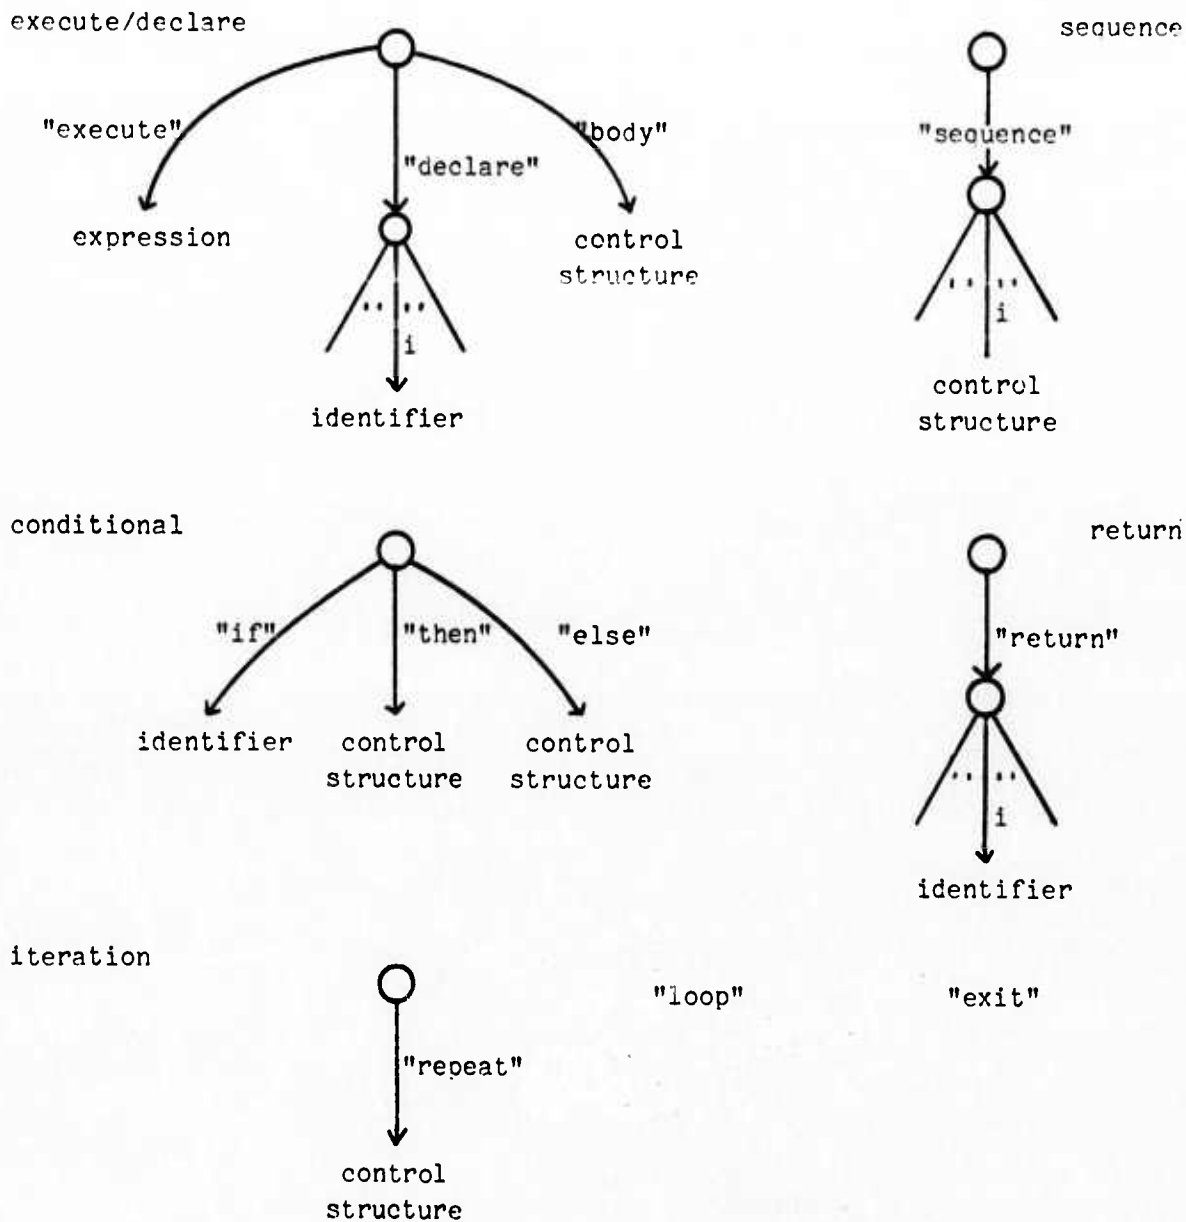 execute/declare
sequence
"execute"
"declare"
"body"
"sequence"
expression
control
structure
i
identifier
i
control
structure
conditional
return
"if"
"then"
"else"
"return"
identifier
control
structure
control
structure
i
identifier
iteration
"loop"
"exit"
"repeat"
control
structure